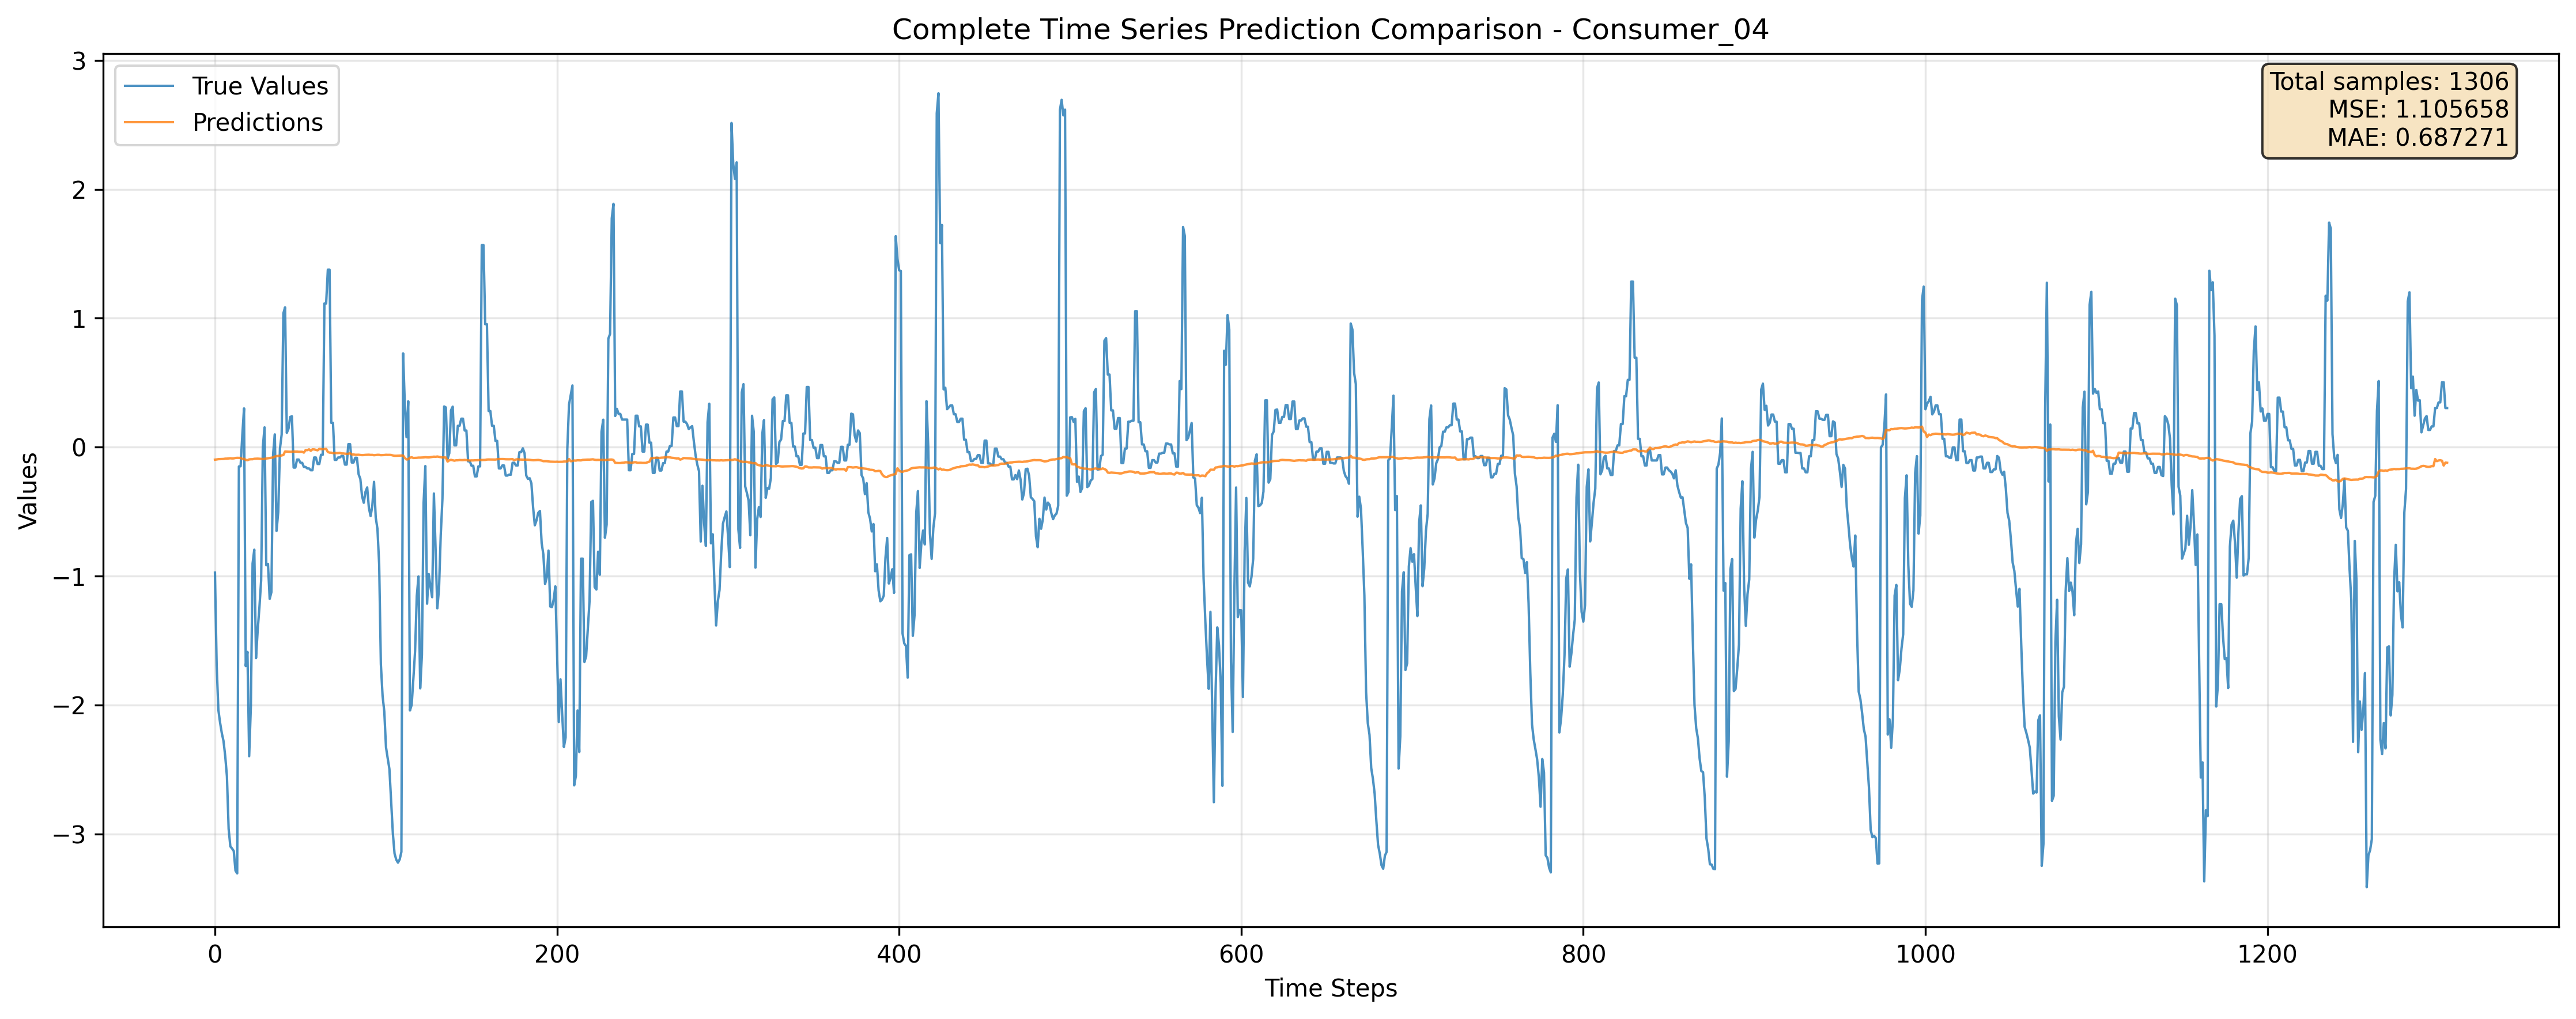 Complete Time Series Prediction Comparison - Consumer_04
True Values
Predictions
Total samples: 1306
MSE: 1.105658
MAE: 0.687271
3
2
1
0
−1
−2
−3
Values
0
200
400
600
800
1000
1200
Time Steps